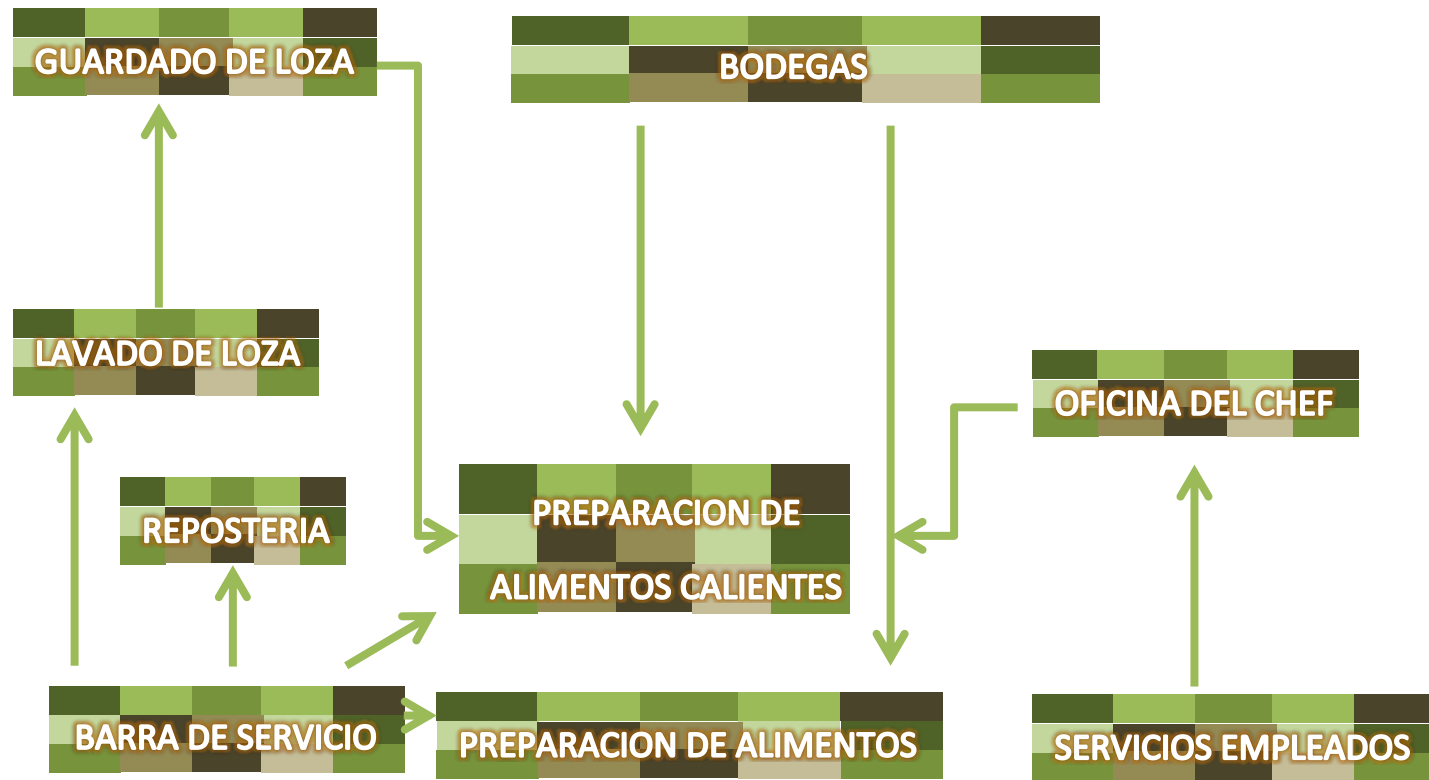 GUARDADO DE LOZA
BODEGAS
LAVADO DE LOZA
OFICINA DEL CHEF
REPOSTERIA
PREPARACION DE
ALIMENTOS CALIENTES
BARRA DE SERVICIO
PREPARACION DE ALIMENTOS
SERVICIOS EMPLEADOS